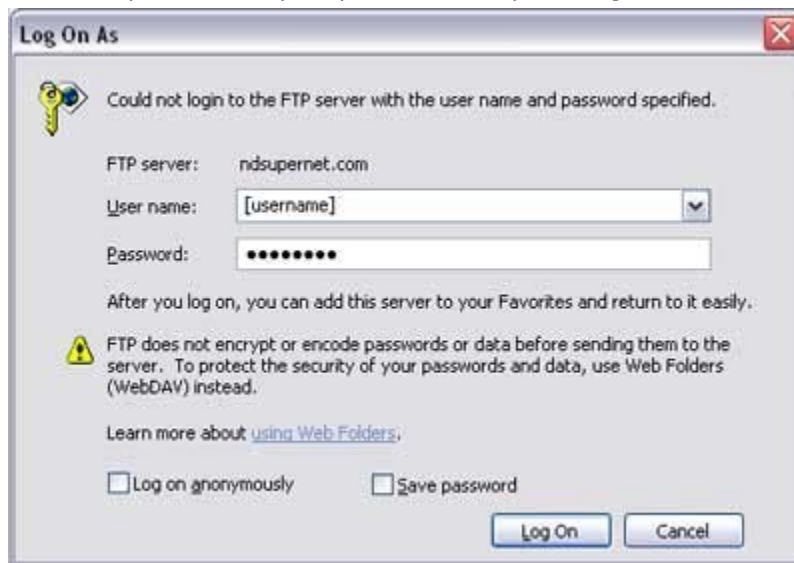 Log On As
Could not login to the FTP server with the user name and password specified.
FTP server: ndsupernet.com
User name: [username]
Password: ••••••••
After you log on, you can add this server to your Favorites and return to it easily.
FTP does not encrypt or encode passwords or data before sending them to the
server. To protect the security of your passwords and data, use Web Folders
(WebDAV) instead.
Learn more about using Web Folders.
Log on anonymously Save password
Log On Cancel